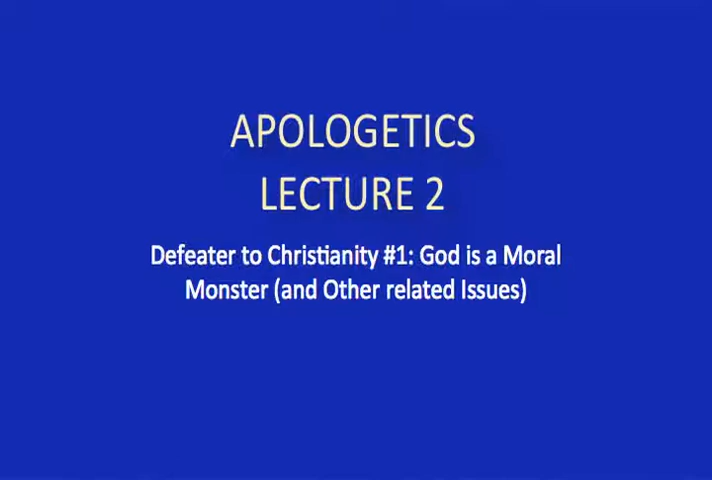 APOLOGETICS
LECTURE 2
Defeater to Christianity #1: God is a Moral
Monster (and Other related Issues)